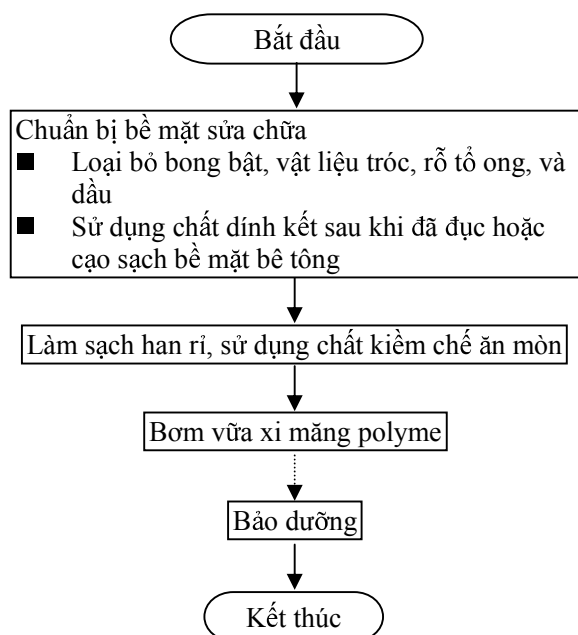 Bắt đầu
Chuẩn bị bề mặt sửa chữa
■ Loại bỏ bong bật, vật liệu tróc, rỗ tổ ong, và
dầu
■ Sử dụng chất dính kết sau khi đã đục hoặc
cạo sạch bề mặt bê tông
Làm sạch han rỉ, sử dụng chất kiềm chế ăn mòn
Bơm vữa xi măng polyme
Bảo dưỡng
Kết thúc